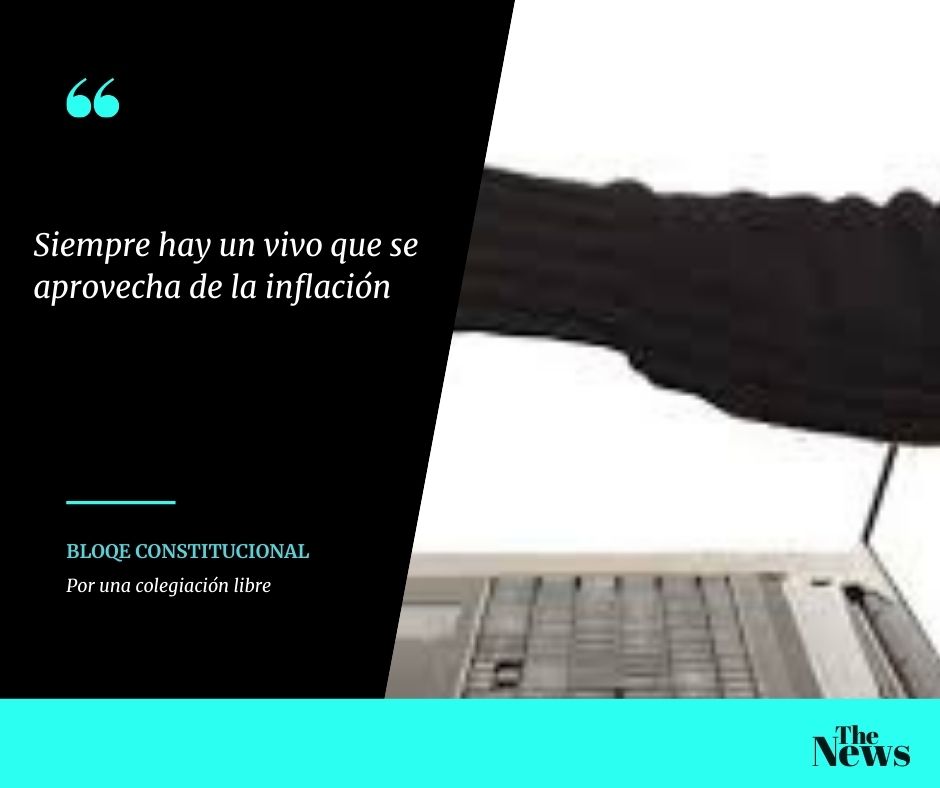 “
Siempre hay un vivo que se
aprovecha de la inflación
BLOQE CONSTITUCIONAL
Por una colegiación libre
The
News